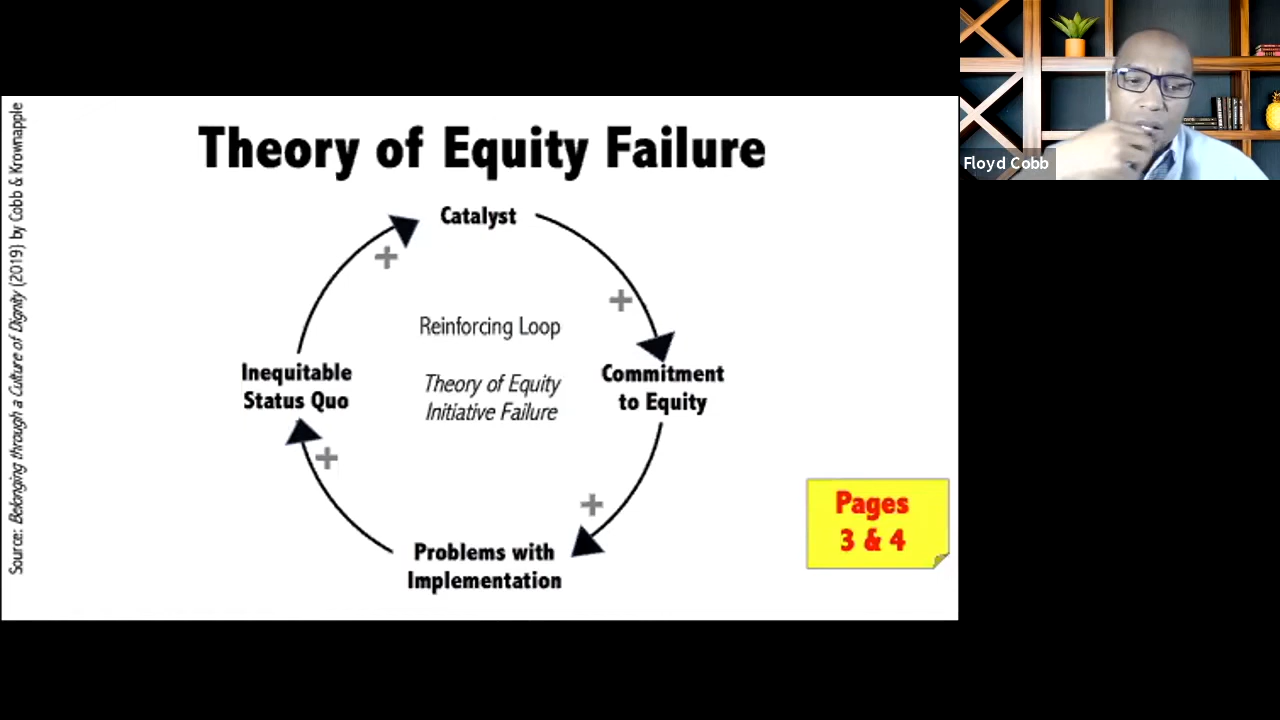 Theory of Equity Failure
Catalyst
Reinforcing Loop
Theory of Equity
Initiative Failure
Inequitable
Status Quo
Commitment
to Equity
Problems with
Implementation
Pages
3 & 4
Source: Belonging through a Culture of Dignity (2019) by Cobb & Krownapple
Floyd Cobb